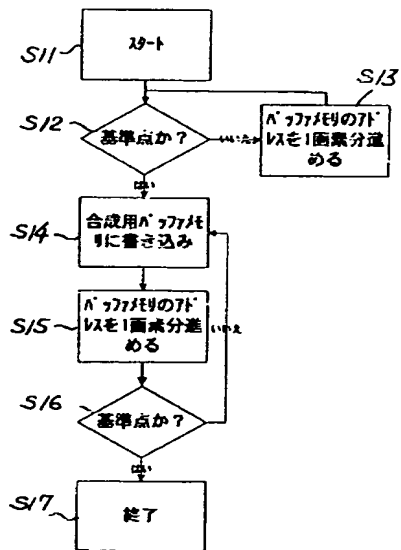 S11
スタート
S12
基準点か?
いいえ
S13
バッファメモリのアド
レスを1画素分進
める
はい
S14
合成用バッファメモ
リに書き込み
S15
バッファメモリのアド
レスを1画素分進
める
いいえ
S16
基準点か?
はい
S17
終了